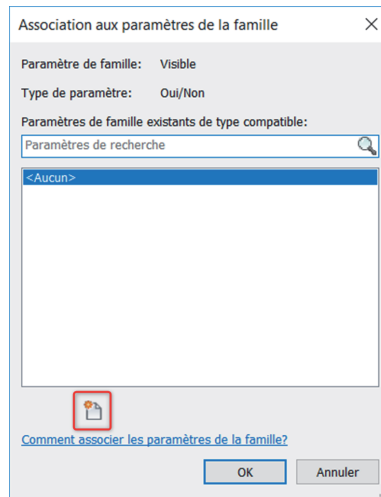 Association aux paramètres de la famille
Paramètre de famille: Visible
Type de paramètre: Oui/Non
Paramètres de famille existants de type compatible:
Paramètres de recherche
<Aucun>
Comment associer les paramètres de la famille?
OK Annuler